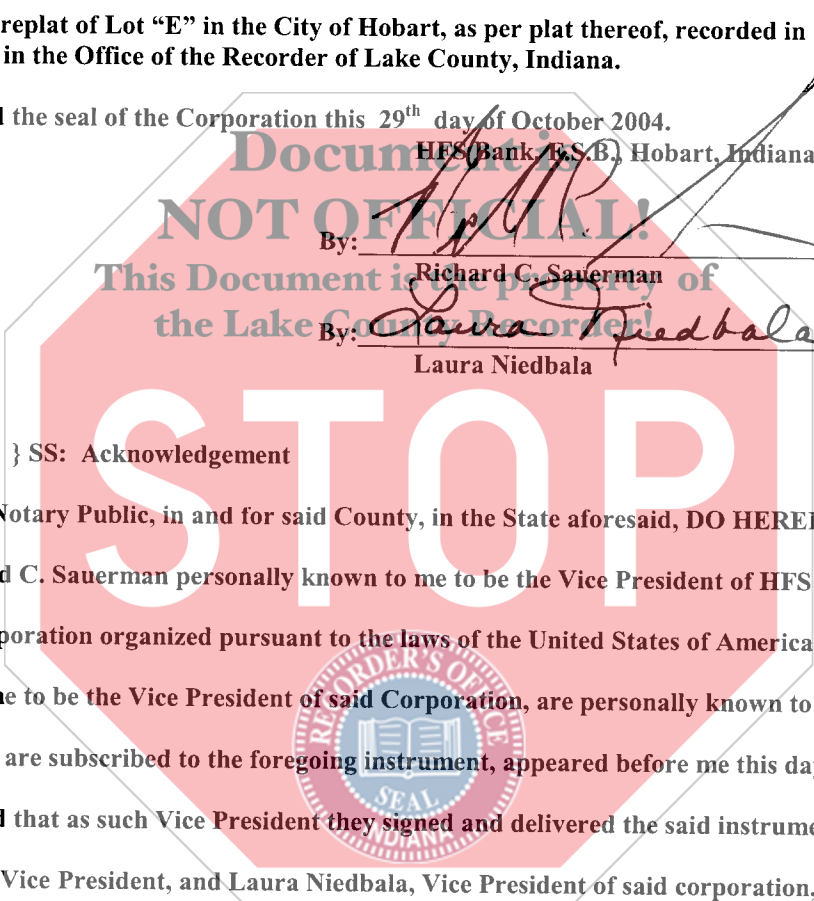 replat of Lot “E” in the City of Hobart, as per plat thereof, recorded in
in the Office of the Recorder of Lake County, Indiana.
the seal of the Corporation this 29th day of October 2004.
Document is
HFS Bank, F.S.B., Hobart, Indiana
NOT OFFICIAL!
By:
This Document is the property of
Richard C. Sauerman
the Lake County Recorder!
By: Laura Niedbala
Laura Niedbala
STOP
} SS: Acknowledgement
Notary Public, in and for said County, in the State aforesaid, DO HEREB
d C. Sauerman personally known to me to be the Vice President of HFS
poration organized pursuant to the laws of the United States of America
RECORDER'S OFFICE
e to be the Vice President of said Corporation, are personally known to
are subscribed to the foregoing instrument, appeared before me this da
SEAL
d that as such Vice President they signed and delivered the said instrume
INDIANA
Vice President, and Laura Niedbala, Vice President of said corporation,